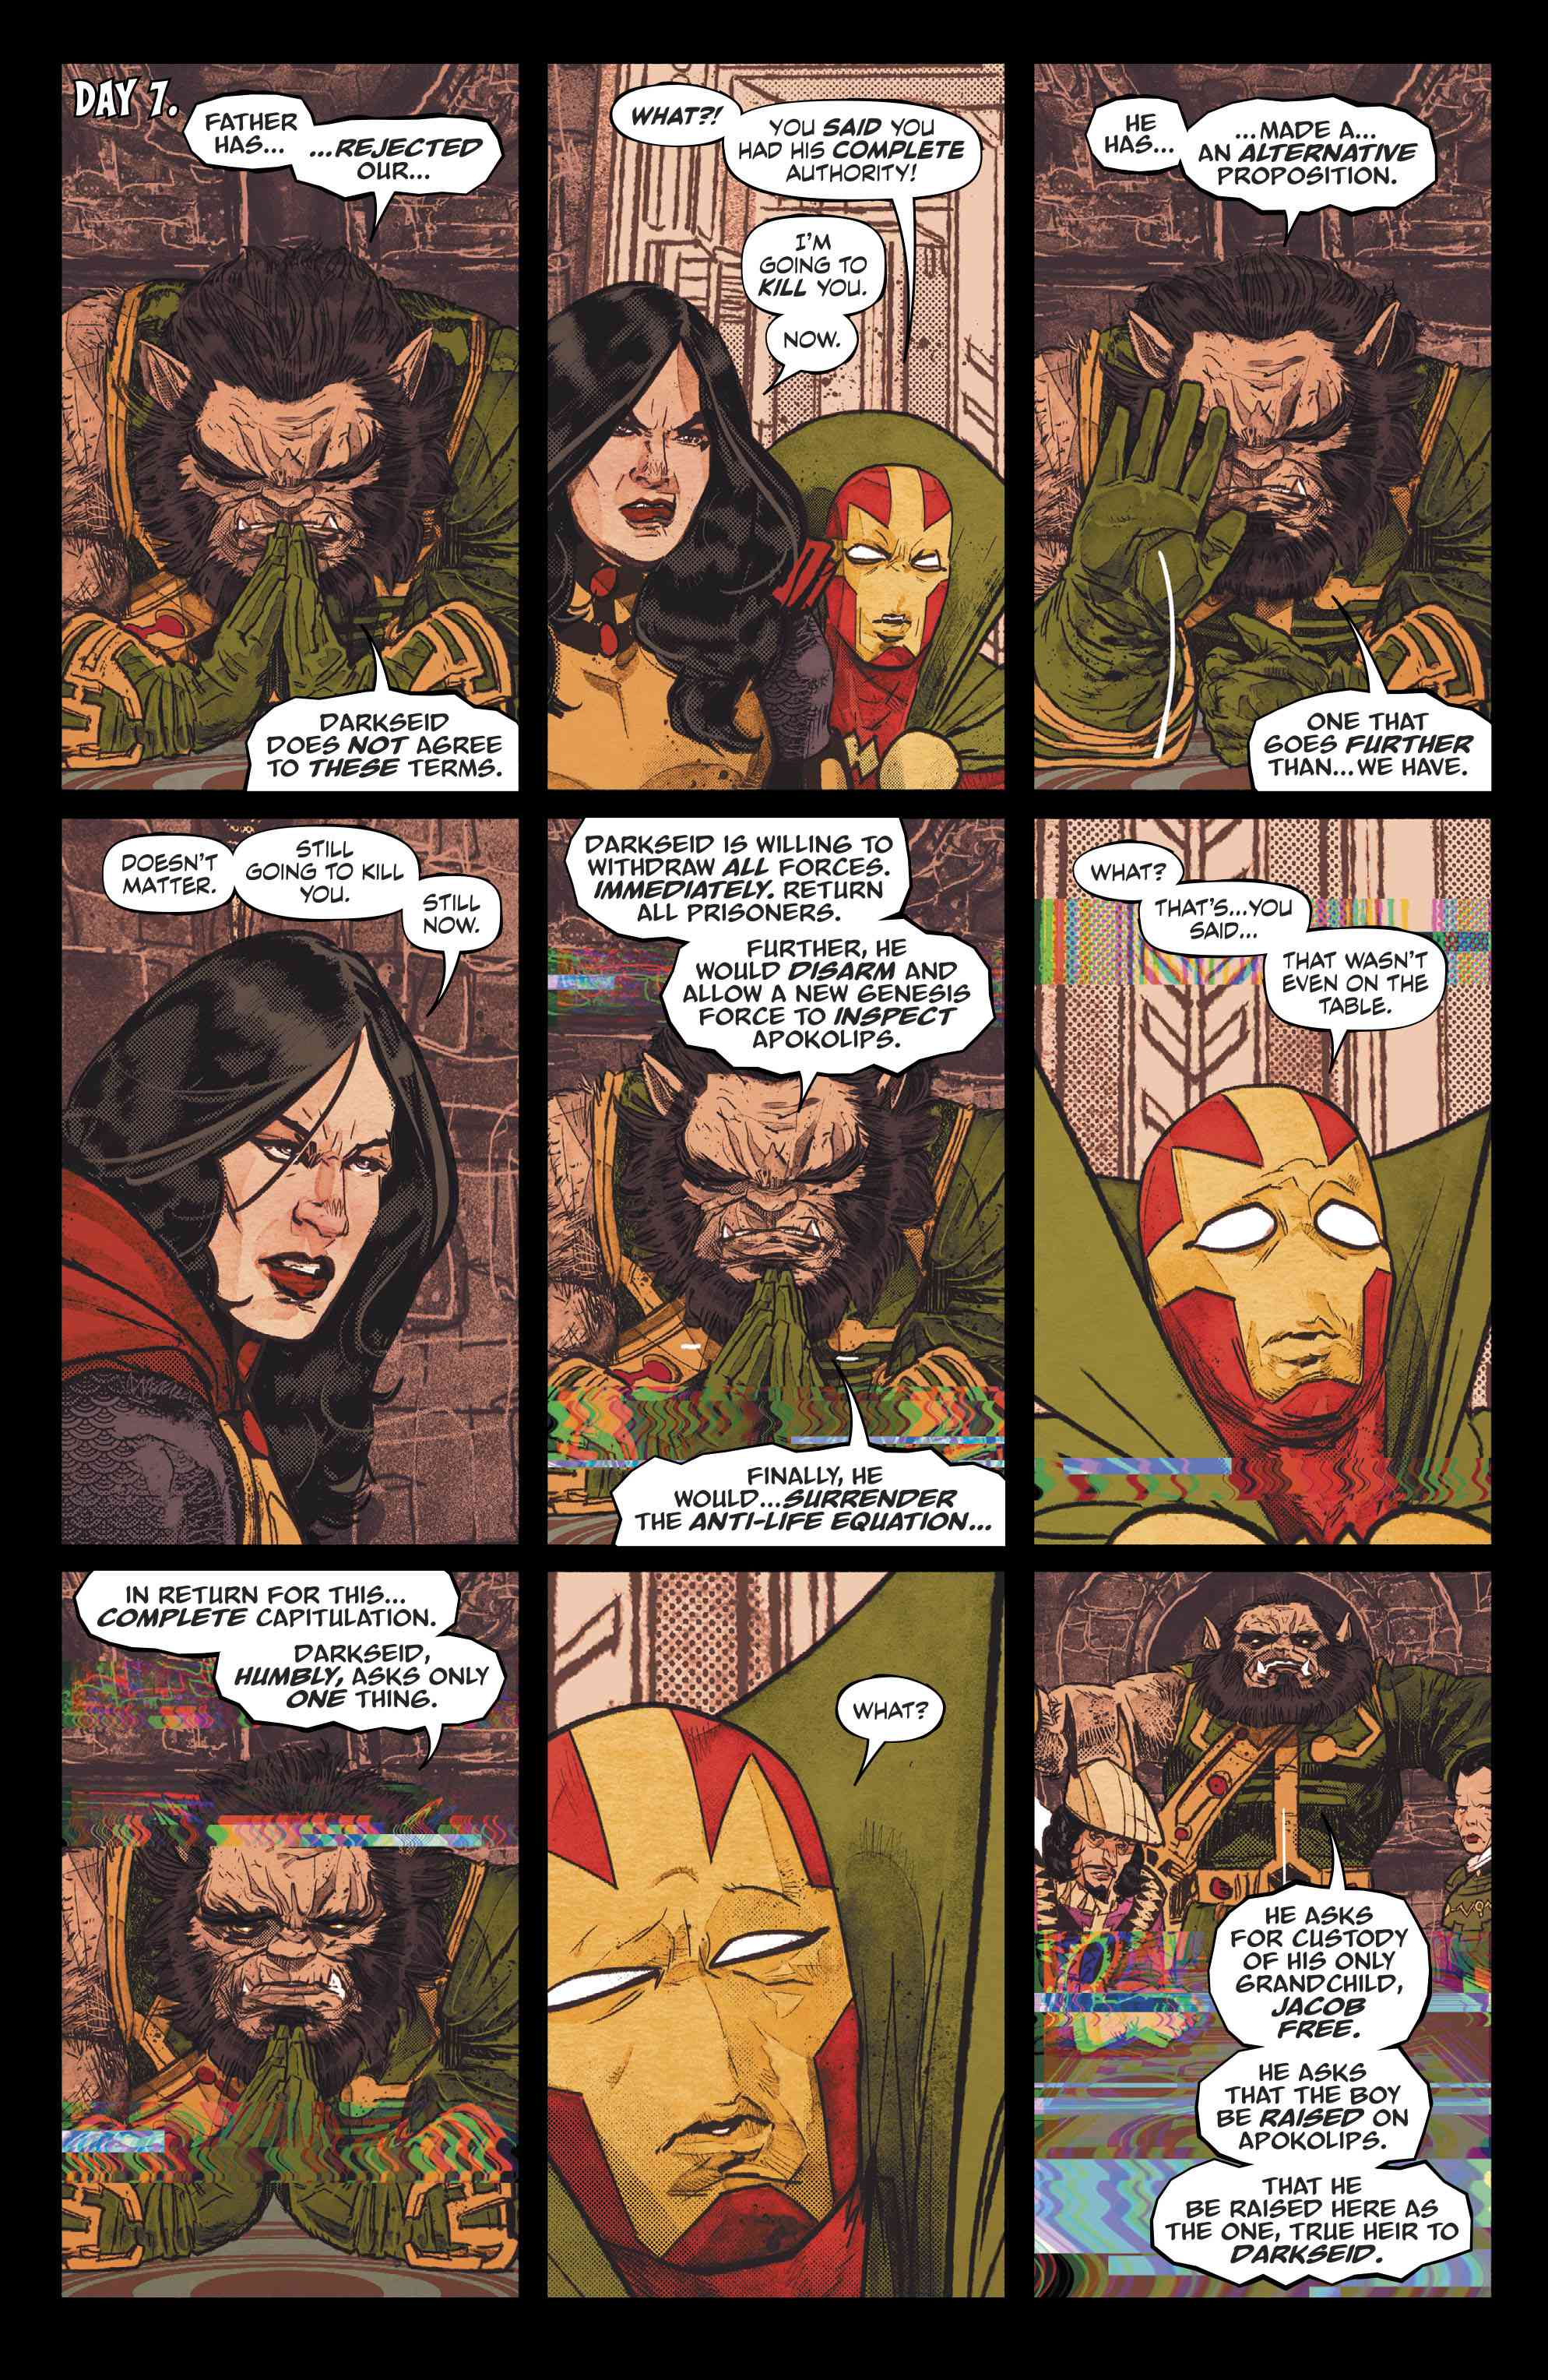 DAY 7.
FATHER
HAS...
...REJECTED
OUR...
DARKSEID
DOES NOT AGREE
TO THESE TERMS.
WHAT?!
YOU SAID YOU
HAD HIS COMPLETE
AUTHORITY!
I'M
GOING TO
KILL YOU.
NOW.
HE
HAS...
...MADE A...
AN ALTERNATIVE
PROPOSITION.
ONE THAT
GOES FURTHER
THAN...WE HAVE.
DOESN'T
MATTER.
STILL
GOING TO KILL
YOU.
STILL
NOW.
DARKSEID IS WILLING TO
WITHDRAW ALL FORCES.
IMMEDIATELY. RETURN
ALL PRISONERS.
FURTHER, HE
WOULD DISARM AND
ALLOW A NEW GENESIS
FORCE TO INSPECT
APOKOLIPS.
FINALLY, HE
WOULD...SURRENDER
THE ANTI-LIFE EQUATION...
WHAT?
THAT'S...YOU
SAID...
THAT WASN'T
EVEN ON THE
TABLE.
IN RETURN FOR THIS...
COMPLETE CAPITULATION.
DARKSEID,
HUMBLY, ASKS ONLY
ONE THING.
WHAT?
HE ASKS
FOR CUSTODY
OF HIS ONLY
GRANDCHILD,
JACOB
FREE.
HE ASKS
THAT THE BOY
BE RAISED ON
APOKOLIPS.
THAT HE
BE RAISED HERE AS
THE ONE, TRUE HEIR TO
DARKSEID.